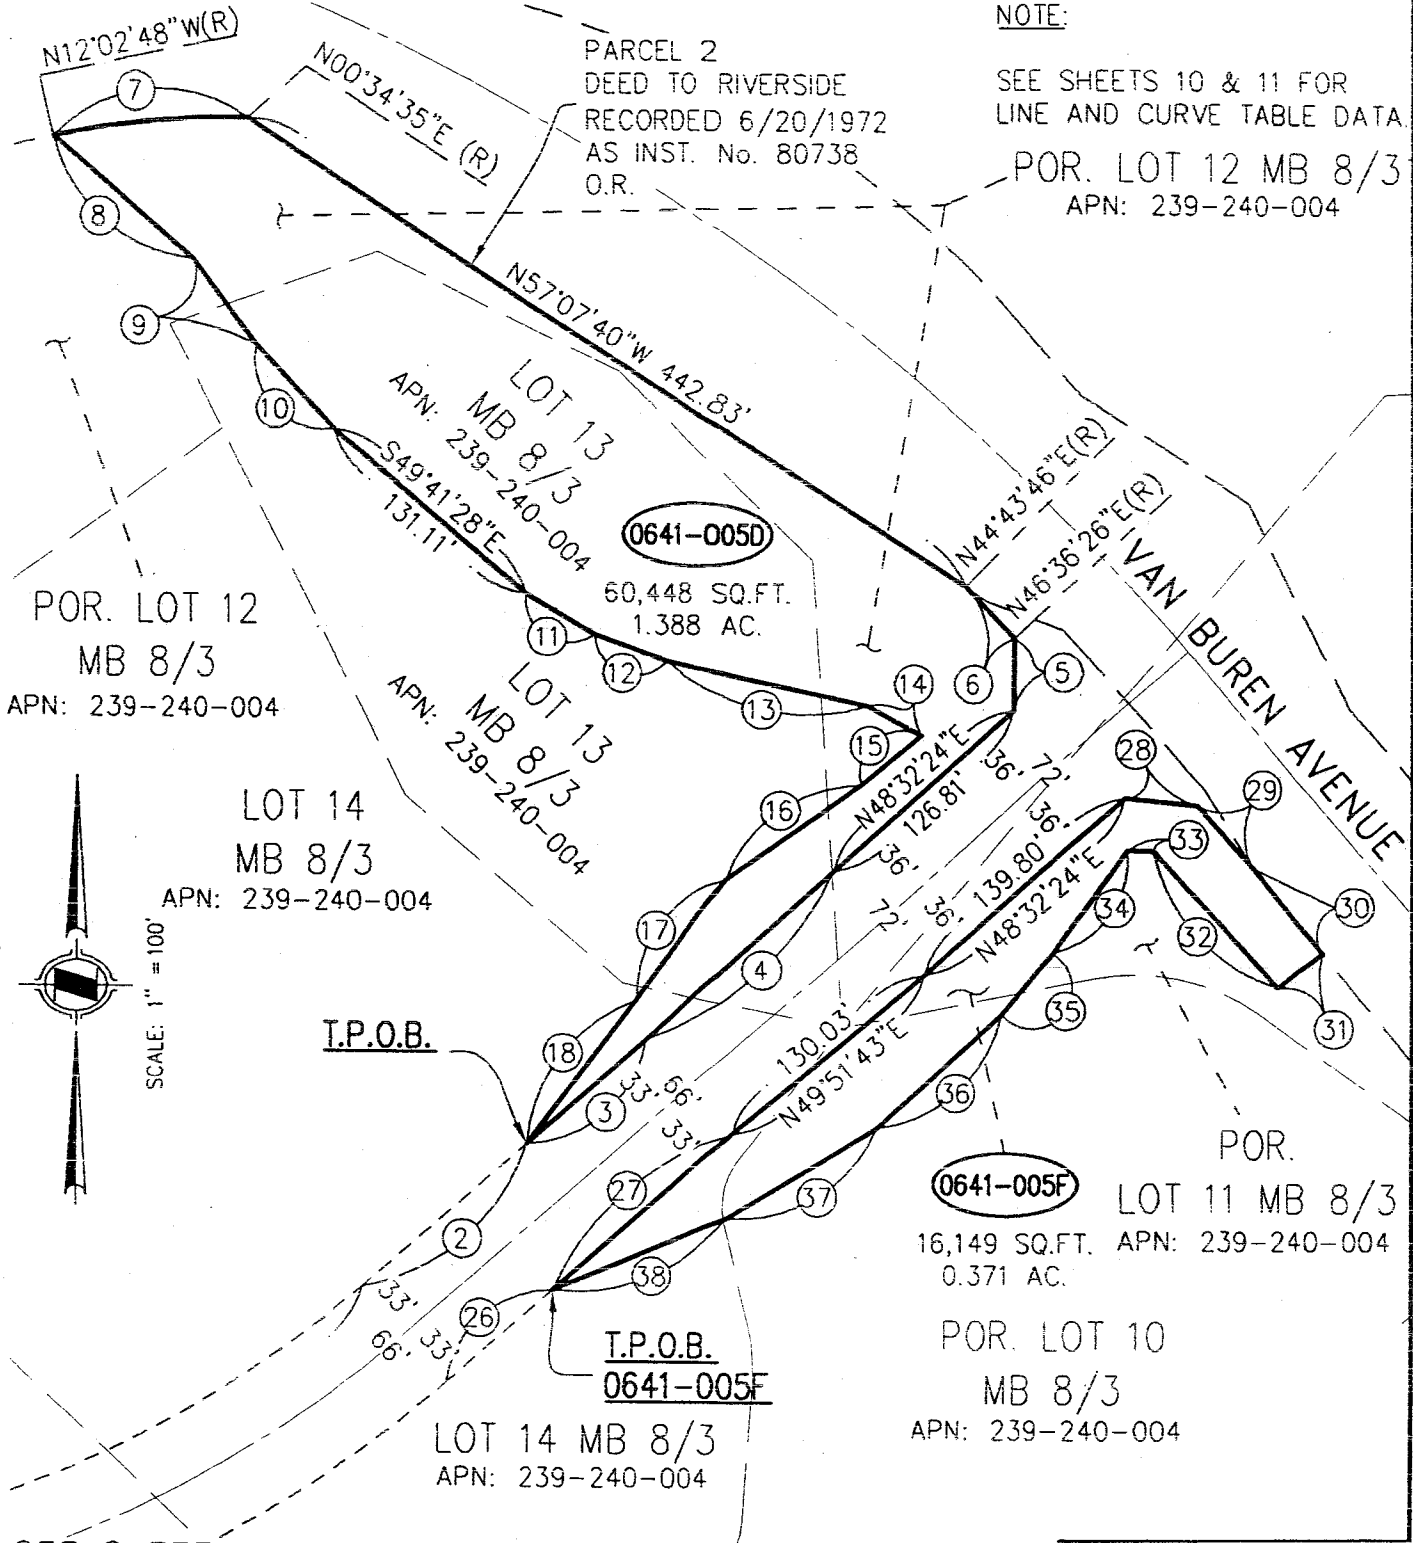 NOTE:
SEE SHEETS 10 & 11 FOR
LINE AND CURVE TABLE DATA.
N12°02'48"W(R)
7
N00°34'35"E (R)
PARCEL 2
DEED TO RIVERSIDE
RECORDED 6/20/1972
AS INST. No. 80738
O.R.
POR. LOT 12 MB 8/3
APN: 239-240-004
8
9
10
N57°07'40"W 442.83'
LOT 13
MB 8/3
APN: 239-240-004
S49°41'28"E
131.11'
0641-005D
60,448 SQ.FT.
1.388 AC.
N44°43'46"E(R)
N46°36'26"E(R)
VAN BUREN AVENUE
POR. LOT 12
MB 8/3
APN: 239-240-004
11
12
13
14
6
5
LOT 13
MB 8/3
APN: 239-240-004
15
16
N48°32'24"E
126.81'
36'
72'
36'
28
29
33
LOT 14
MB 8/3
APN: 239-240-004
SCALE: 1" = 100'
17
4
36'
72'
36'
139.80'
N48°32'24"E
34
32
30
31
35
T.P.O.B.
18
3
33'
66'
33'
130.03'
N49°51'43"E
36
2
27
37
38
26
33'
66'
33'
0641-005F
16,149 SQ.FT.
0.371 AC.
POR.
LOT 11 MB 8/3
APN: 239-240-004
T.P.O.B.
0641-005F
POR. LOT 10
MB 8/3
APN: 239-240-004
LOT 14 MB 8/3
APN: 239-240-004